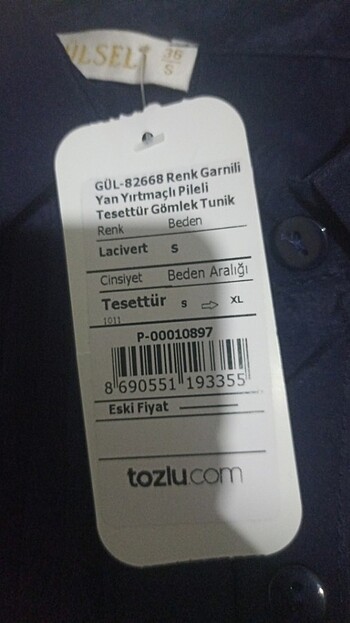 ÜLSEL
36
S
GÜL-82668 Renk Garnili
Yan Yırtmaçlı Pileli
Tesettür Gömlek Tunik
Renk Beden
Lacivert S
Cinsiyet Beden Aralığı
Tesettür S ⇨ XL
1011
P-00010897
8 690551 193355
Eski Fiyat
tozlu.com